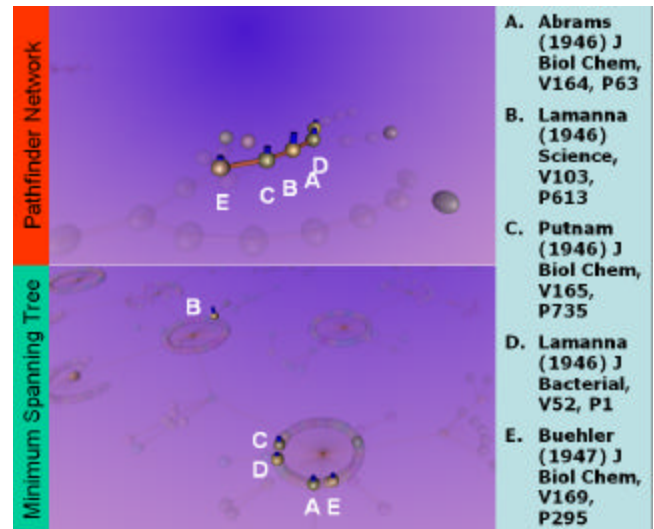 Pathfinder Network
E
C
B
A
D
Minimum Spanning Tree
B
C
D
A E
A. Abrams
(1946) J
Biol Chem,
V164, P63
B. Lamanna
(1946)
Science,
V103,
P613
C. Putnam
(1946) J
Biol Chem,
V165,
P735
D. Lamanna
(1946) J
Bacterial,
V52, P1
E. Buehler
(1947) J
Biol Chem,
V169,
P295